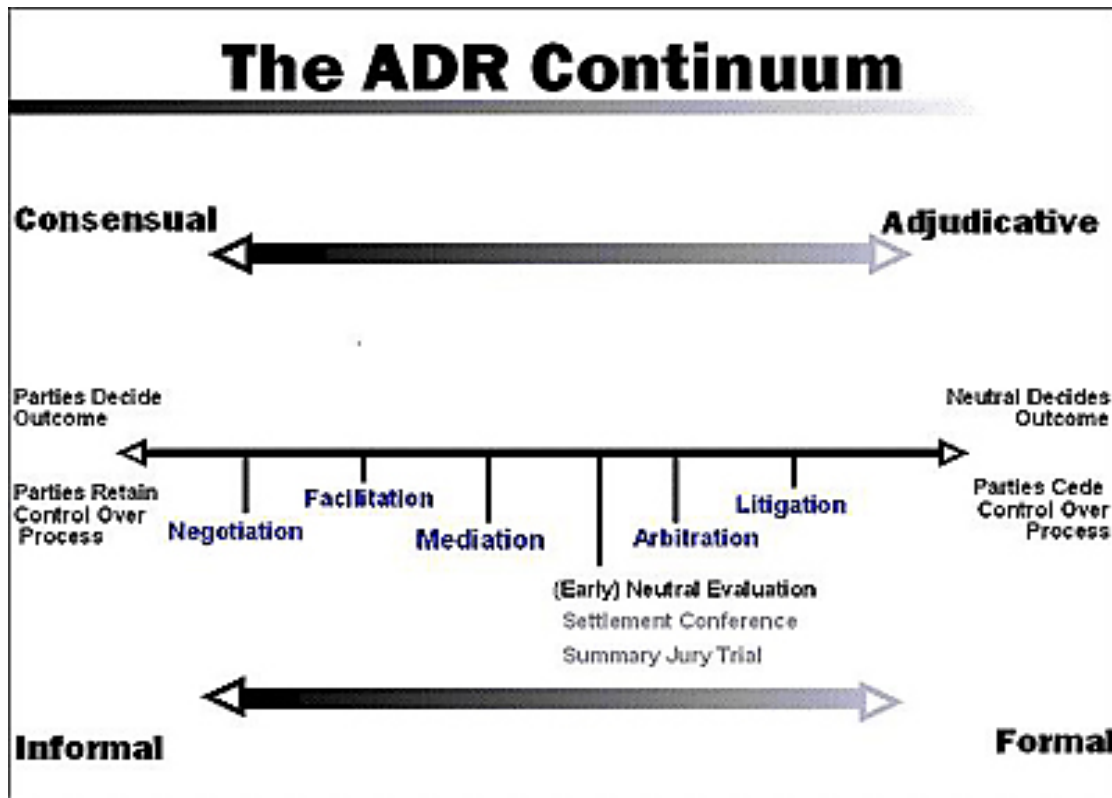 The ADR Continuum
Consensual
Adjudicative
Parties Decide
Outcome
Neutral Decides
Outcome
Parties Retain
Control Over
Process
Parties Cede
Control Over
Process
Negotiation
Facilitation
Mediation
(Early) Neutral Evaluation
Settlement Conference
Summary Jury Trial
Arbitration
Litigation
Informal
Formal